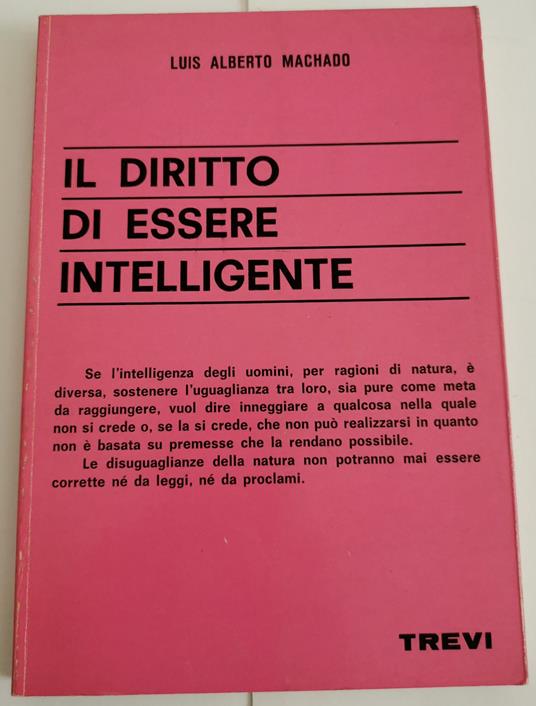 LUIS ALBERTO MACHADO
IL DIRITTO
DI ESSERE
INTELLIGENTE
Se l'intelligenza degli uomini, per ragioni di natura, è
diversa, sostenere l'uguaglianza tra loro, sia pure come meta
da raggiungere, vuol dire inneggiare a qualcosa nella quale
non si crede o, se la si crede, che non può realizzarsi in quanto
non è basata su premesse che la rendano possibile.
Le disuguaglianze della natura non potranno mai essere
corrette né da leggi, né da proclami.
TREVI